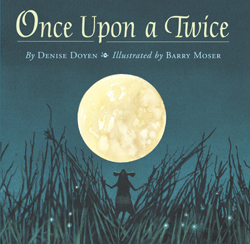 Once Upon a Twice
By Denise Doyen ❧ Illustrated by Barry Moser